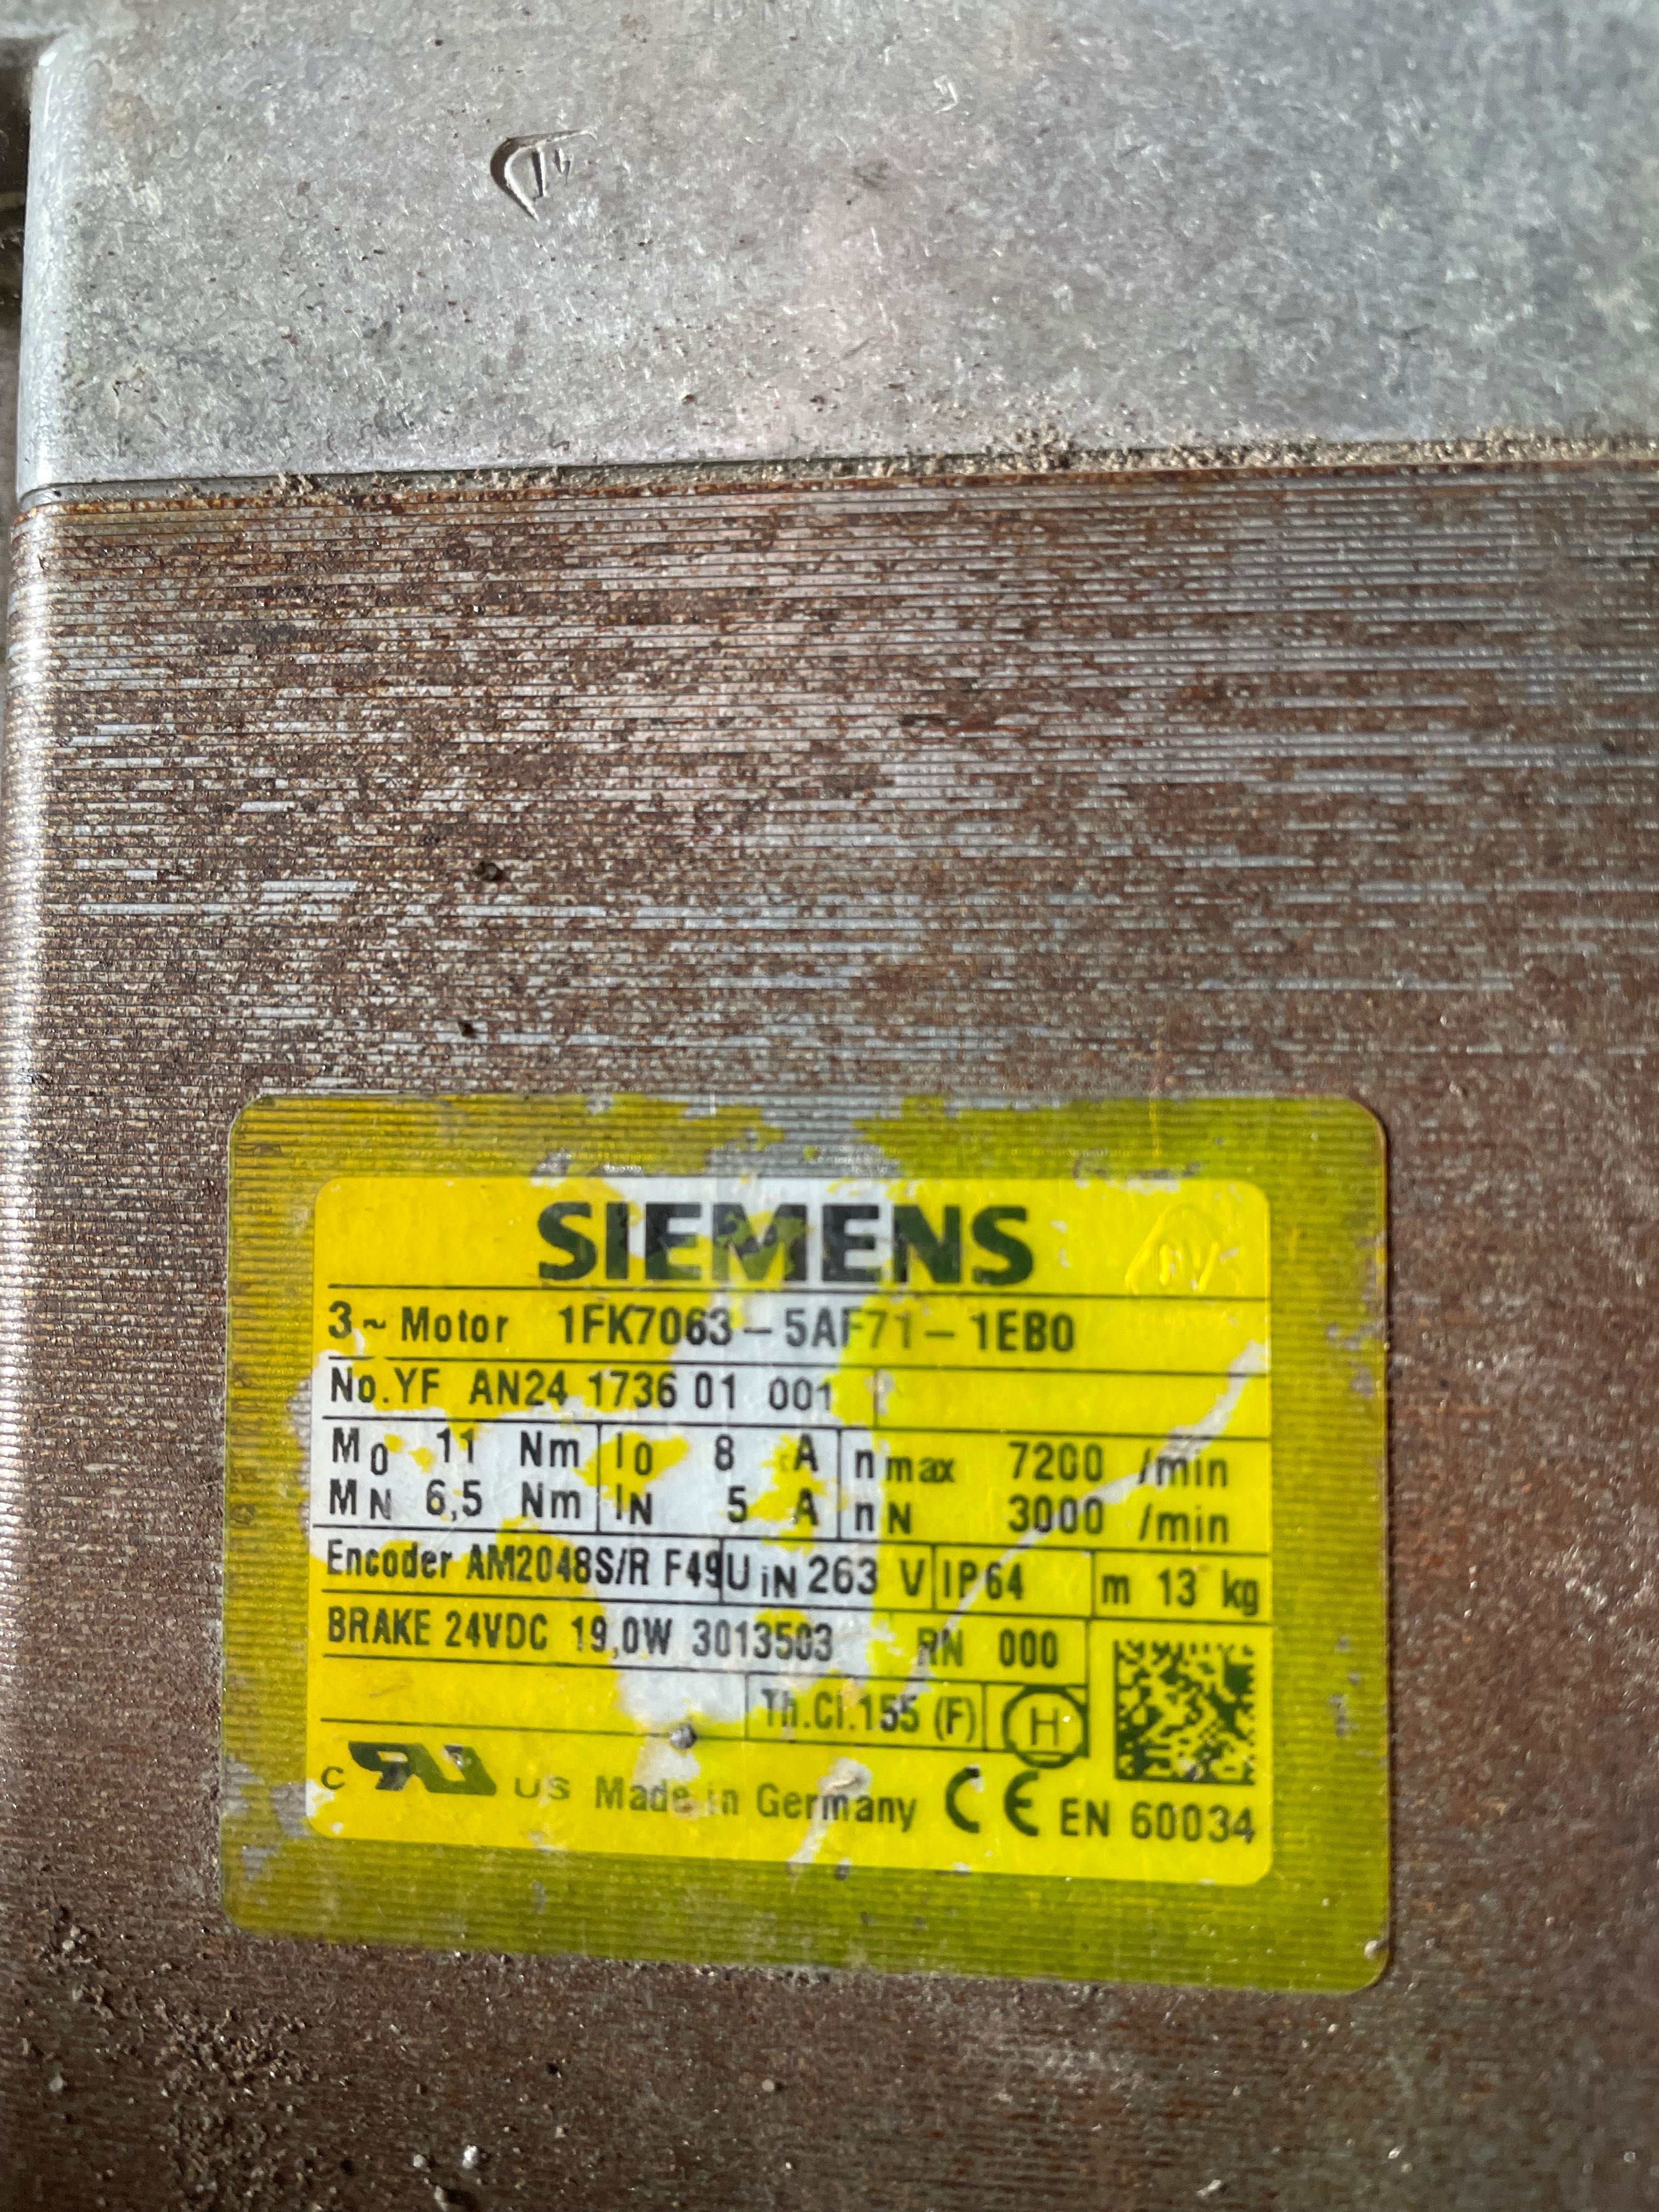 SIEMENS
3~Motor 1FK7063-5AF71-1EB0
No.YF AN24 1736 01 001
M0 11 Nm I0 8 A nmax 7200 /min
MN 6,5 Nm IN 5 A nN 3000 /min
Encoder AM2048S/R F49 UiN 263 V IP64 m 13 kg
BRAKE 24VDC 19,0W 3013503 RN 000
Th.Cl.155 (F) H
c RU US Made in Germany CE EN 60034